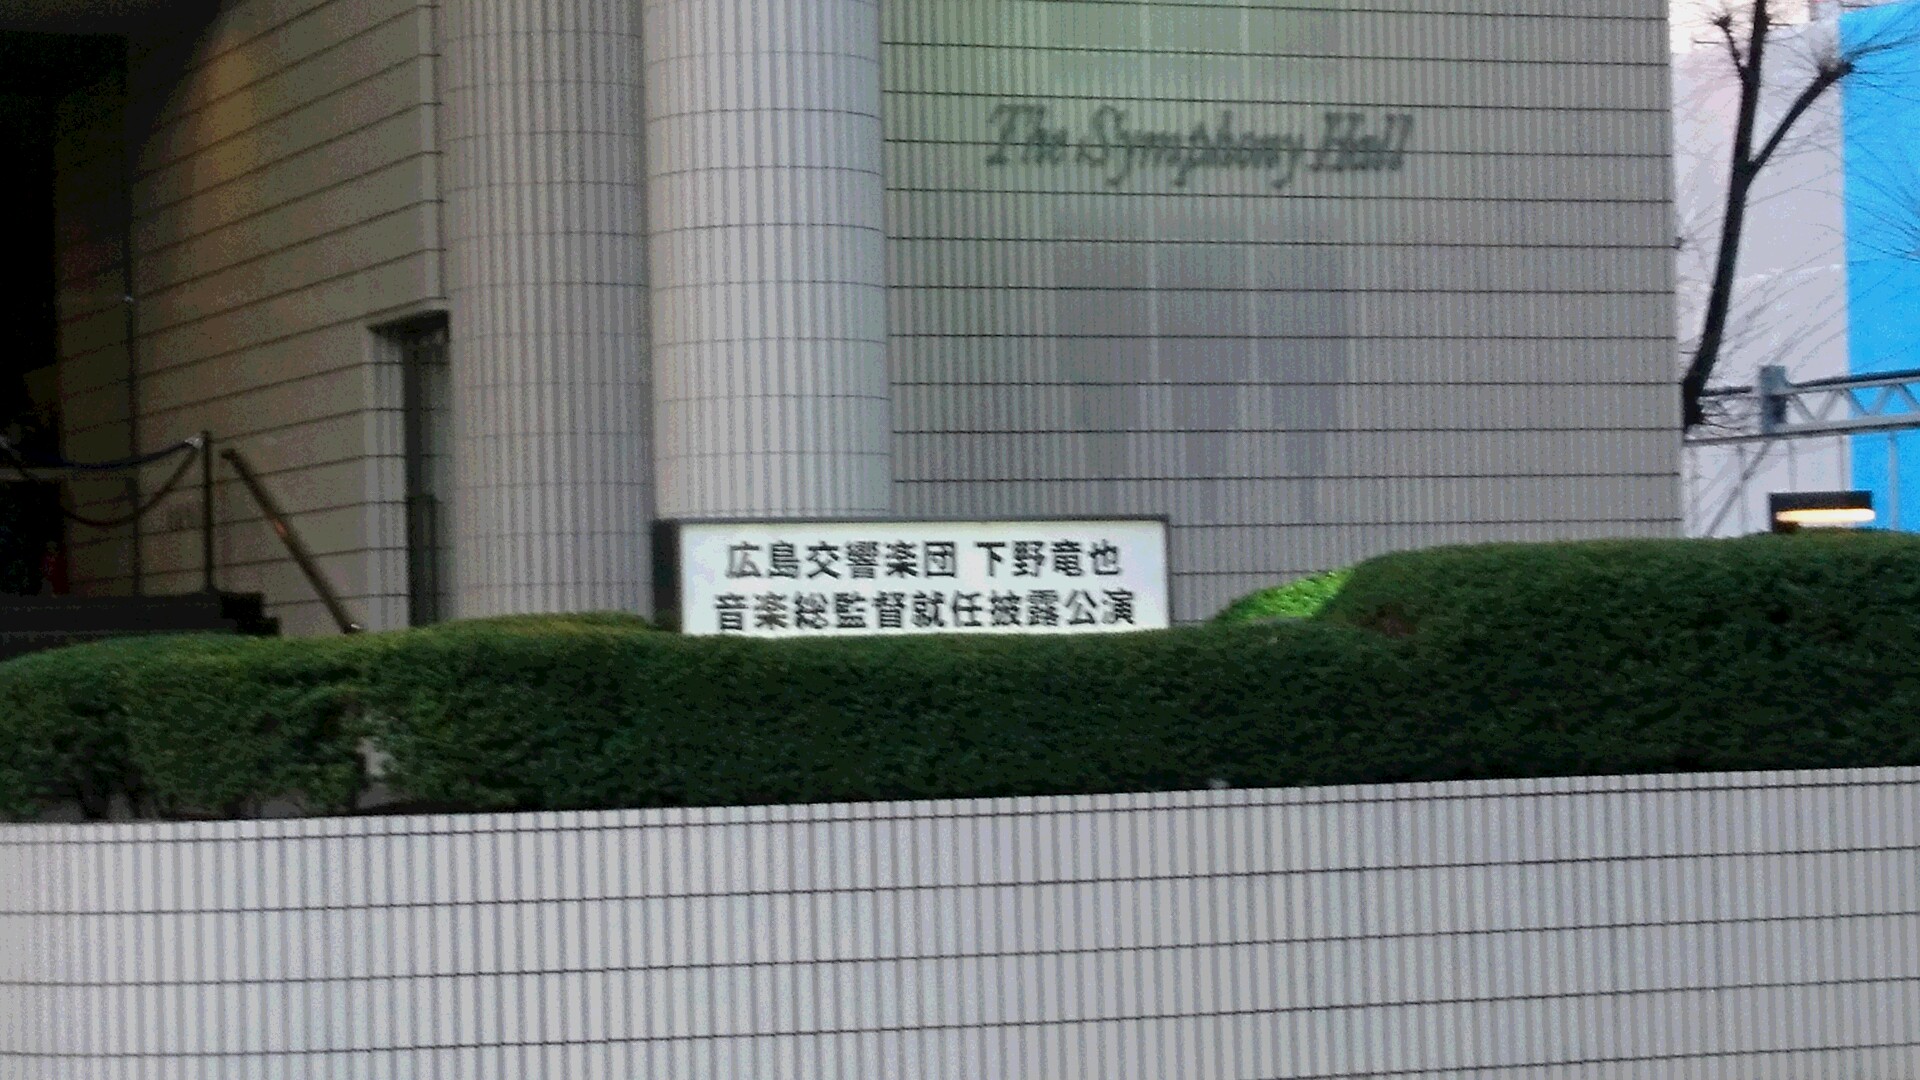 The Symphony Hall
広島交響楽団 下野竜也
音楽総監督就任披露公演